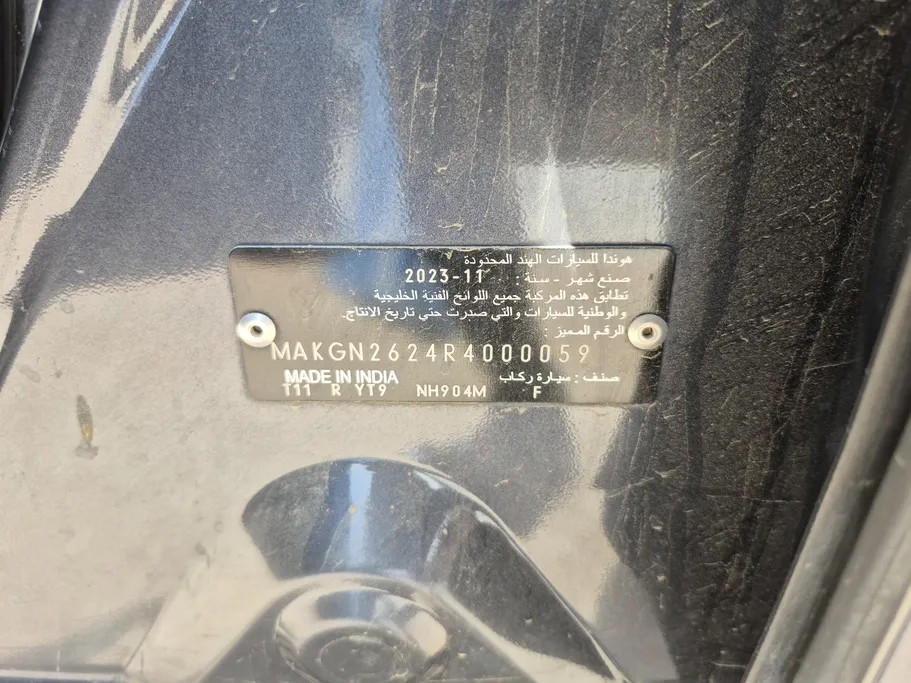 هوندا للسيارات الهند المحدودة
صنع شهر - سنة : 2023-11
تطابق هذه المركبة جميع اللوائح الفنية الخليجية
والوطنية للسيارات والتي صدرت حتي تاريخ الانتاج.
الرقم المميز :
MAKGN2624R4000059
صنف : سيارة ركاب MADE IN INDIA
T11 R YT9 NH904M F